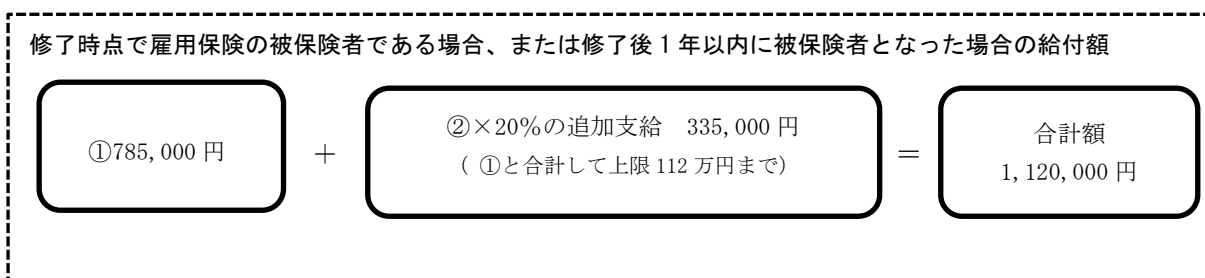 修了時点で雇用保険の被保険者である場合、または修了後1年以内に被保険者となった場合の給付額
①785,000円
+
②×20％の追加支給　335,000円
( ①と合計して上限112万円まで)
=
合計額
1,120,000円